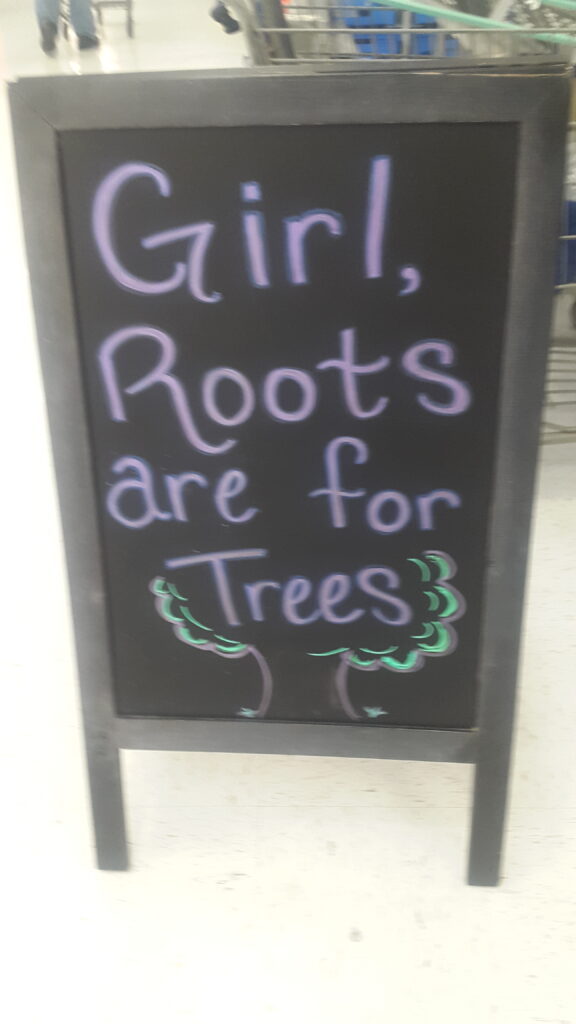 Girl,
Roots
are for
Trees